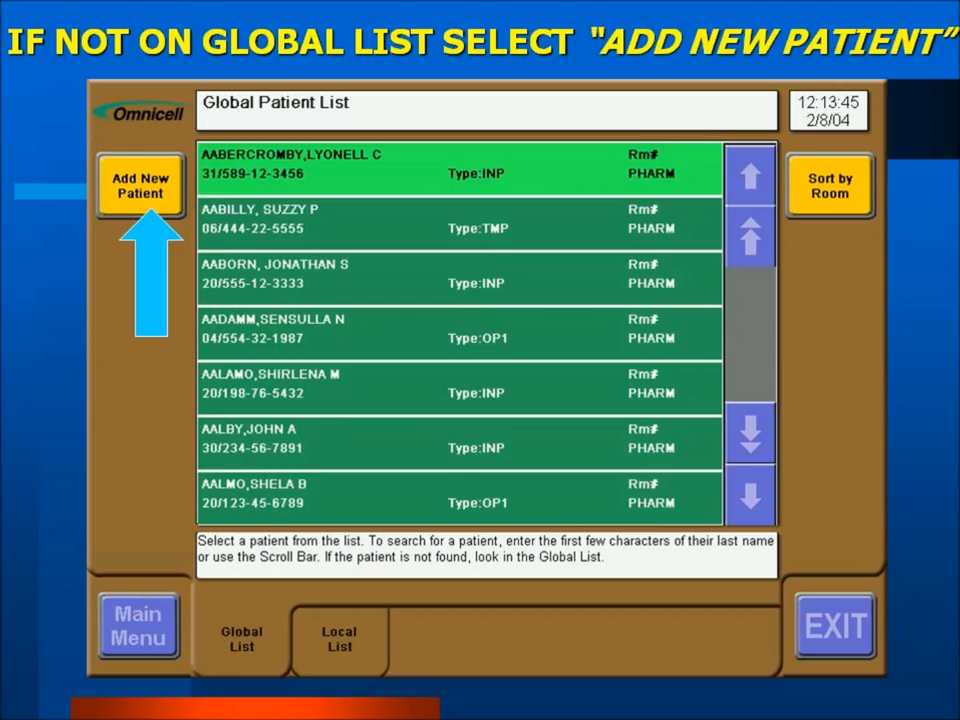 IF NOT ON GLOBAL LIST SELECT “ADD NEW PATIENT”
Omnicell
Global Patient List
12:13:45
2/8/04
Add New
Patient
Sort by
Room
AABERCROMBY,LYONELL C Rm#
31/589-12-3456 Type:INP PHARM
AABILLY, SUZZY P Rm#
06/444-22-5555 Type:TMP PHARM
AABORN, JONATHAN S Rm#
20/555-12-3333 Type:INP PHARM
AADAMM,SENSULLA N Rm#
04/554-32-1987 Type:OP1 PHARM
AALAMO,SHIRLENA M Rm#
20/198-76-5432 Type:INP PHARM
AALBY,JOHN A Rm#
30/234-56-7891 Type:INP PHARM
AALMO,SHELA B Rm#
20/123-45-6789 Type:OP1 PHARM
Select a patient from the list. To search for a patient, enter the first few characters of their last name
or use the Scroll Bar. If the patient is not found, look in the Global List.
Main
Menu
Global
List
Local
List
EXIT